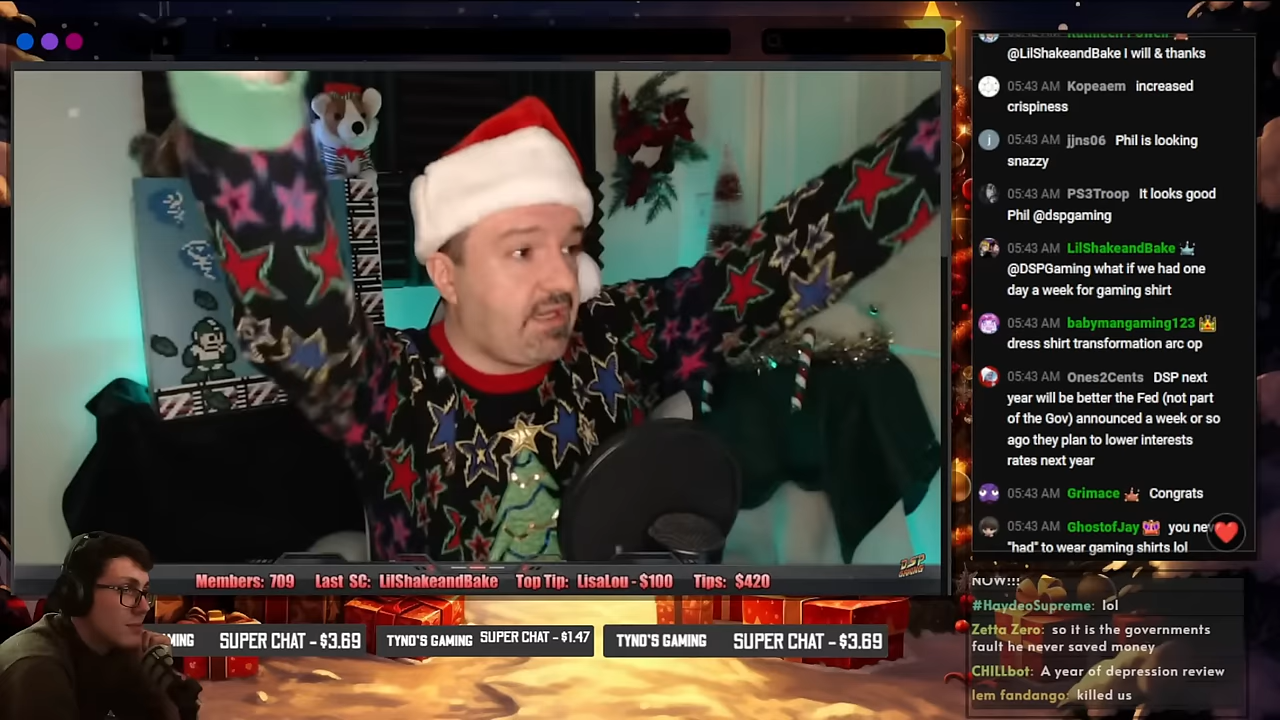 @LilShakeandBake I will & thanks
05:43 AM Kopeaem increased
crispiness
05:43 AM jjns06 Phil is looking
snazzy
05:43 AM PS3Troop It looks good
Phil @dspgaming
05:43 AM LilShakeandBake
@DSPGaming what if we had one
day a week for gaming shirt
05:43 AM babymangaming123
dress shirt transformation arc op
05:43 AM Ones2Cents DSP next
year will be better the Fed (not part
of the Gov) announced a week or so
ago they plan to lower interests
rates next year
05:43 AM Grimace Congrats
05:43 AM GhostofJay you ne
"had" to wear gaming shirts lol
DSP
GAMING
Members: 709 Last SC: LilShakeandBake Top Tip: LisaLou - $100 Tips: $420
MING SUPER CHAT - $3.69 TYNO'S GAMING SUPER CHAT - $1.47 TYNO'S GAMING SUPER CHAT - $3.69
NOW!!!
#HaydeoSupreme: lol
Zetta Zero: so it is the governments
fault he never saved money
CHILLbot: A year of depression review
lem fandango: killed us